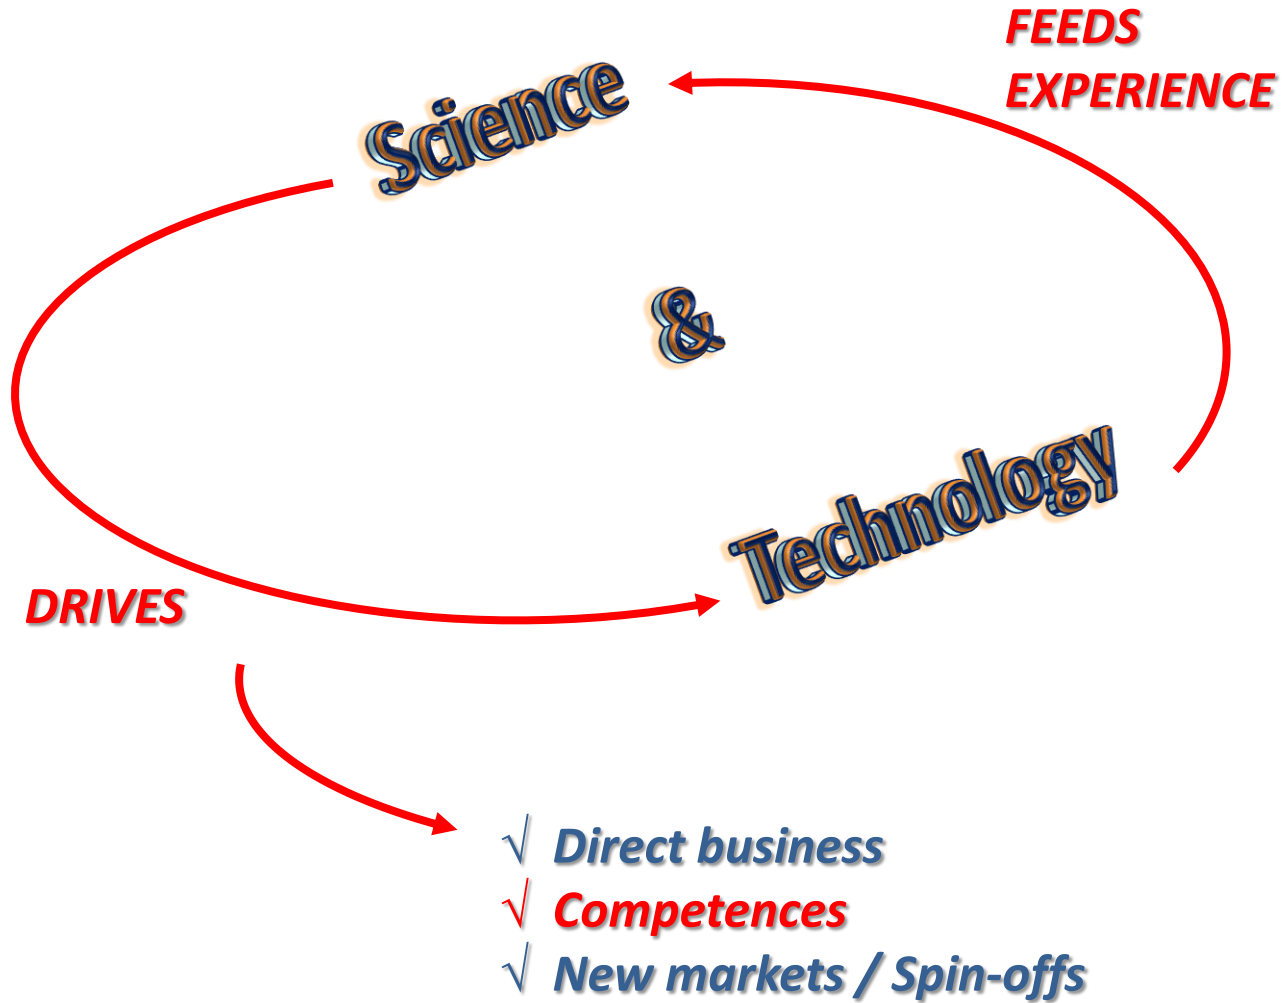 FEEDS
EXPERIENCE
Science
&
Technology
DRIVES
√ Direct business
√ Competences
√ New markets / Spin-offs